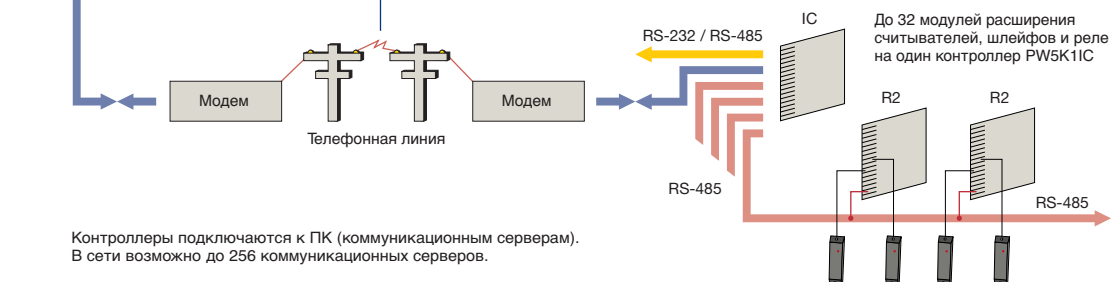 IC
До 32 модулей расширения
считывателей, шлейфов и реле
на один контроллер PW5K1IC
RS-232 / RS-485
Модем
Модем
R2
R2
Телефонная линия
RS-485
RS-485
Контроллеры подключаются к ПК (коммуникационным серверам).
В сети возможно до 256 коммуникационных серверов.